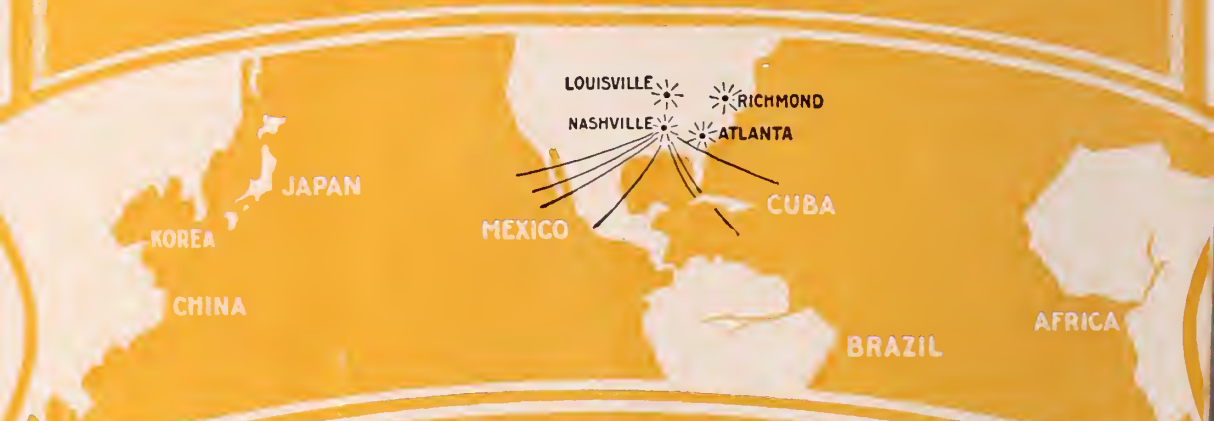 LOUISVILLE
RICHMOND
NASHVILLE
ATLANTA
JAPAN
CUBA
MEXICO
KOREA
CHINA
AFRICA
BRAZIL